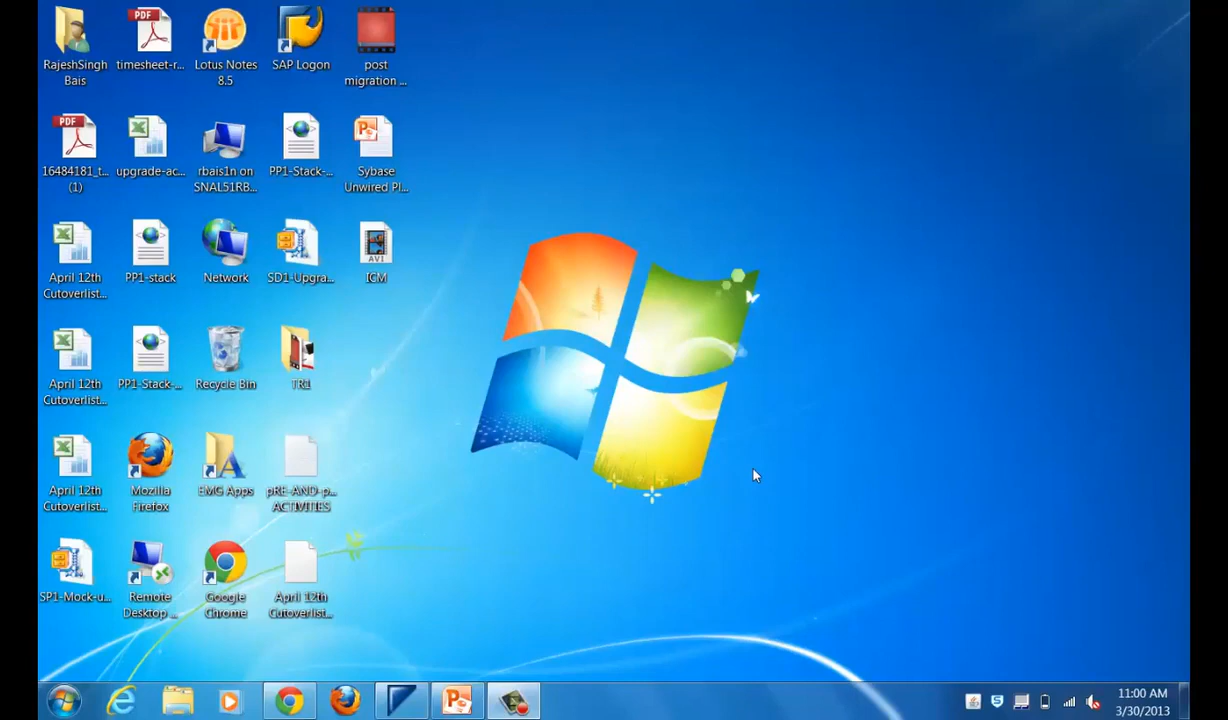 RajeshSingh
Bais
timesheet-r...
Lotus Notes
8.5
SAP Logon
post
migration ...
16484181_t...
(1)
upgrade-ac...
rbais1n on
SNAL51RB...
PP1-Stack-...
Sybase
Unwired Pl...
April 12th
Cutoverlist...
PP1-stack
Network
SD1-Upgra...
ICM
April 12th
Cutoverlist...
PP1-Stack-...
Recycle Bin
TR1
April 12th
Cutoverlist...
Mozilla
Firefox
EMG Apps
pRE-AND-p...
ACTIVITIES
SP1-Mock-u...
Remote
Desktop ...
Google
Chrome
April 12th
Cutoverlist...
PDF
PDF
AVI
11:00 AM
3/30/2013